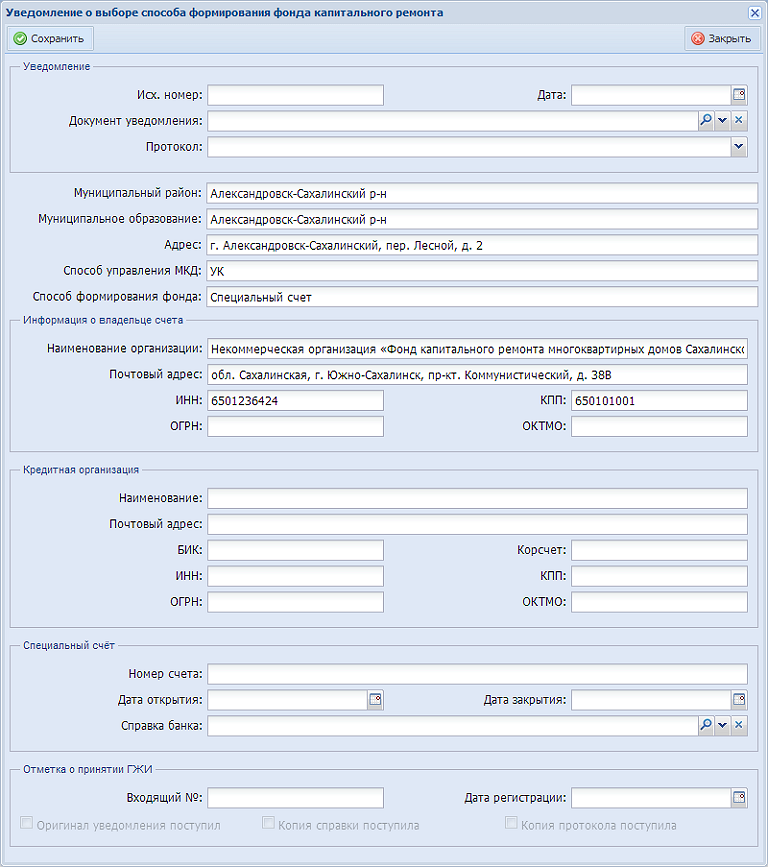 Уведомление о выборе способа формирования фонда капитального ремонта
Сохранить Закрыть
Уведомление
Исх. номер: Дата:
Документ уведомления:
Протокол:
Муниципальный район: Александровск-Сахалинский р-н
Муниципальное образование: Александровск-Сахалинский р-н
Адрес: г. Александровск-Сахалинский, пер. Лесной, д. 2
Способ управления МКД: УК
Способ формирования фонда: Специальный счет
Информация о владельце счета
Наименование организации: Некоммерческая организация «Фонд капитального ремонта многоквартирных домов Сахалинско
Почтовый адрес: обл. Сахалинская, г. Южно-Сахалинск, пр-кт. Коммунистический, д. 38В
ИНН: 6501236424 КПП: 650101001
ОГРН: ОКТМО:
Кредитная организация
Наименование:
Почтовый адрес:
БИК: Корсчет:
ИНН: КПП:
ОГРН: ОКТМО:
Специальный счёт
Номер счета:
Дата открытия: Дата закрытия:
Справка банка:
Отметка о принятии ГЖИ
Входящий №: Дата регистрации:
Оригинал уведомления поступил Копия справки поступила Копия протокола поступила